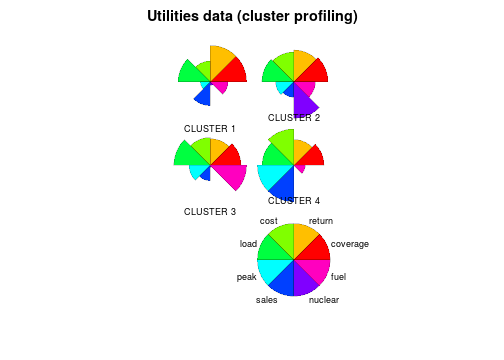 Utilities data (cluster profiling)
CLUSTER 1
CLUSTER 2
CLUSTER 3
CLUSTER 4
cost
return
load
coverage
peak
fuel
sales
nuclear